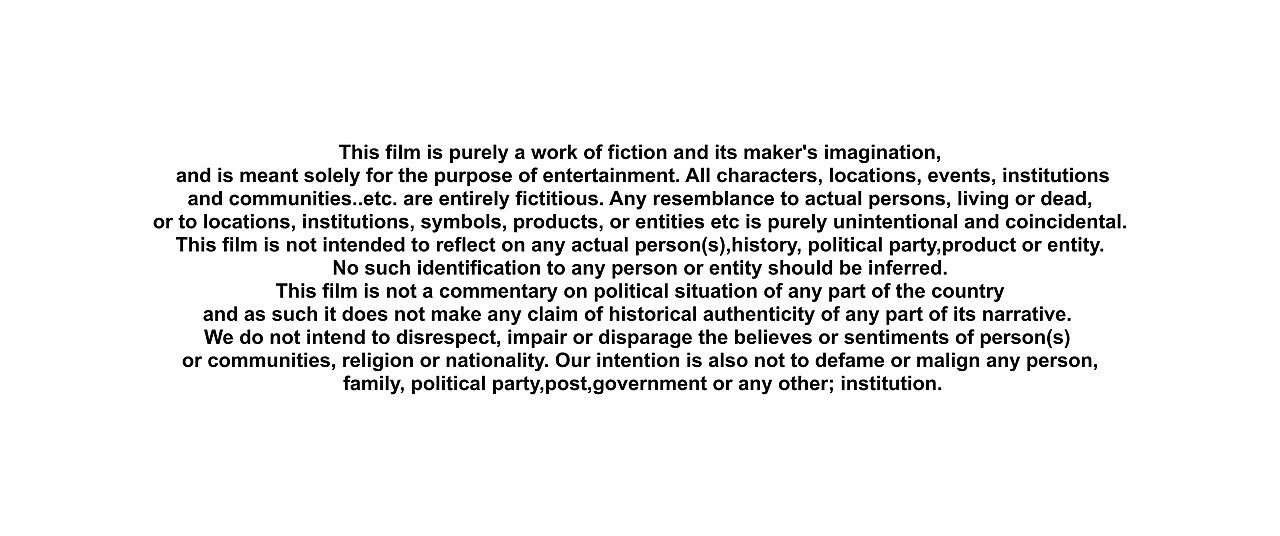 This film is purely a work of fiction and its maker's imagination,
and is meant solely for the purpose of entertainment. All characters, locations, events, institutions
and communities..etc. are entirely fictitious. Any resemblance to actual persons, living or dead,
or to locations, institutions, symbols, products, or entities etc is purely unintentional and coincidental.
This film is not intended to reflect on any actual person(s),history, political party,product or entity.
No such identification to any person or entity should be inferred.
This film is not a commentary on political situation of any part of the country
and as such it does not make any claim of historical authenticity of any part of its narrative.
We do not intend to disrespect, impair or disparage the believes or sentiments of person(s)
or communities, religion or nationality. Our intention is also not to defame or malign any person,
family, political party,post,government or any other; institution.